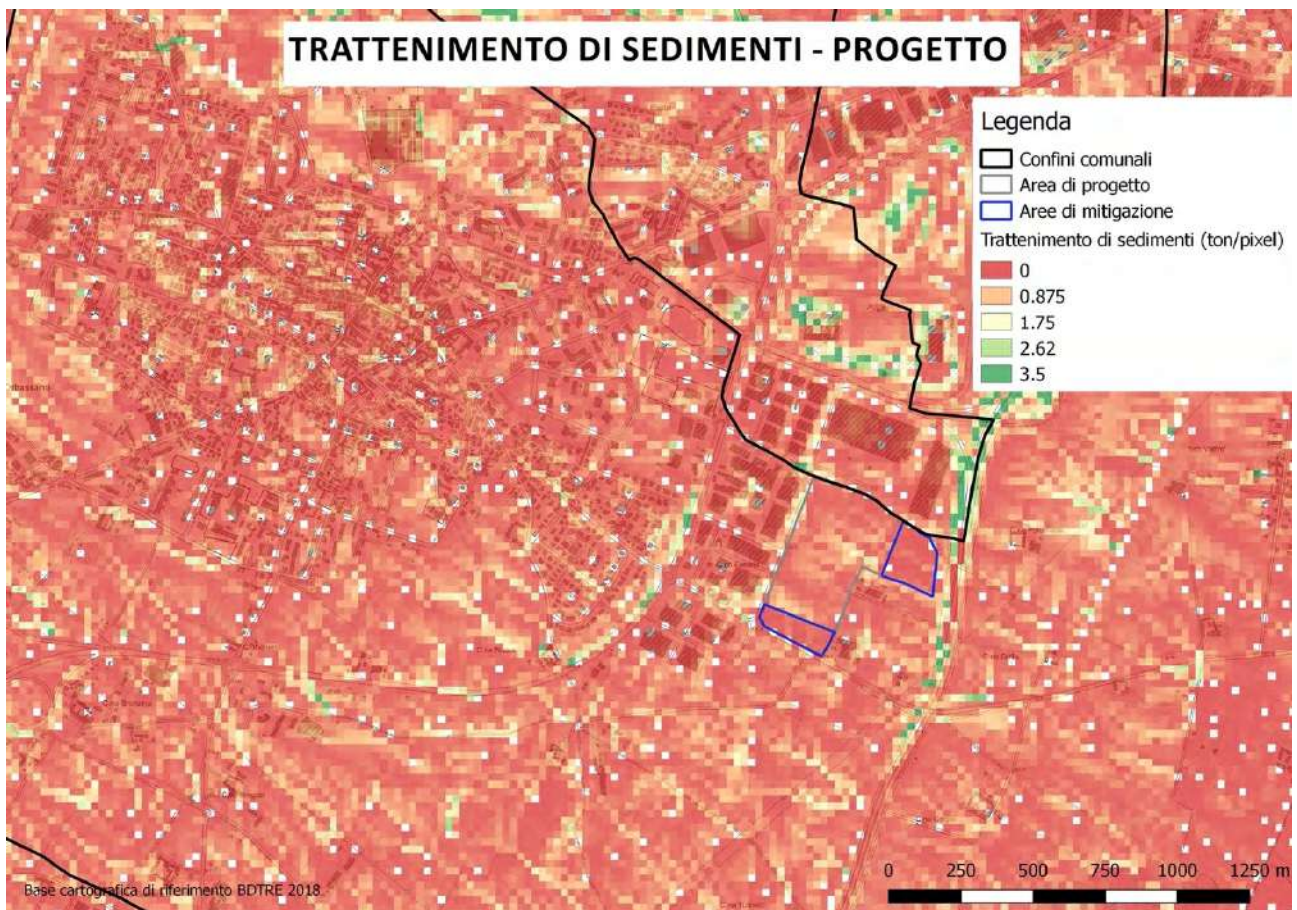 TRATTENIMENTO DI SEDIMENTI - PROGETTO
Legenda
Confini comunali
Area di progetto
Aree di mitigazione
Trattenimento di sedimenti (ton/pixel)
0
0.875
1.75
2.62
3.5
0 250 500 750 1000 1250 m
Base cartografica di riferimento BDTRE 2018